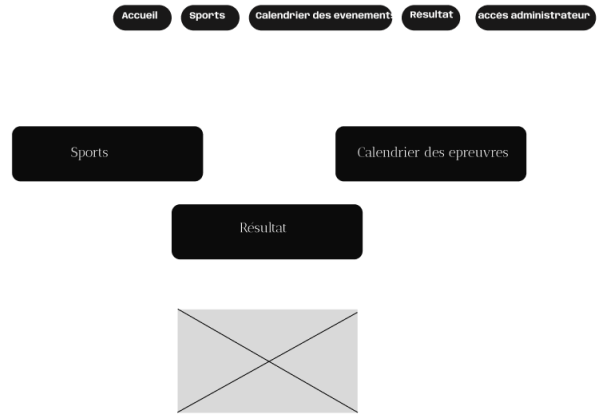 Accueil
Sports
Calendrier des evenements
Résultat
accès administrateur
Sports
Calendrier des epreuvres
Résultat